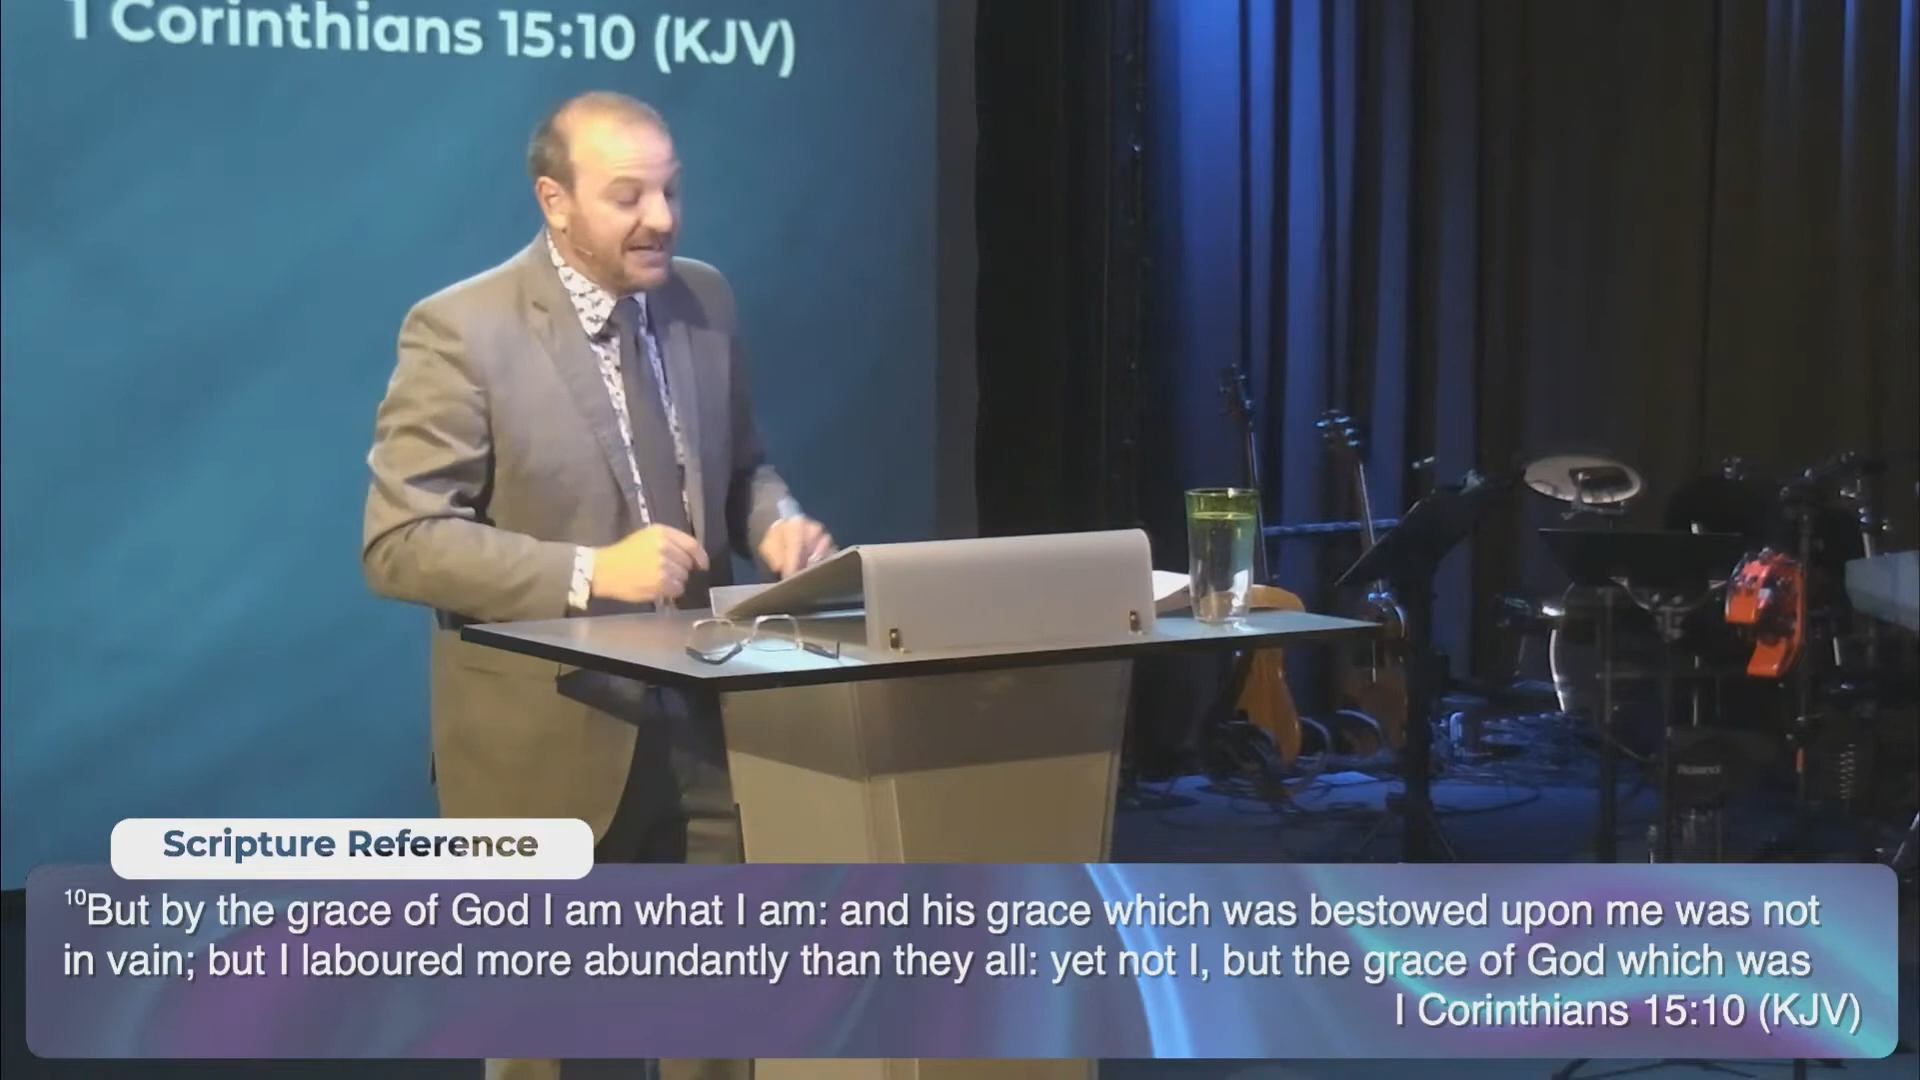 1 Corinthians 15:10 (KJV)
Scripture Reference
10But by the grace of God I am what I am: and his grace which was bestowed upon me was not
in vain; but I laboured more abundantly than they all: yet not I, but the grace of God which was
I Corinthians 15:10 (KJV)
Roland